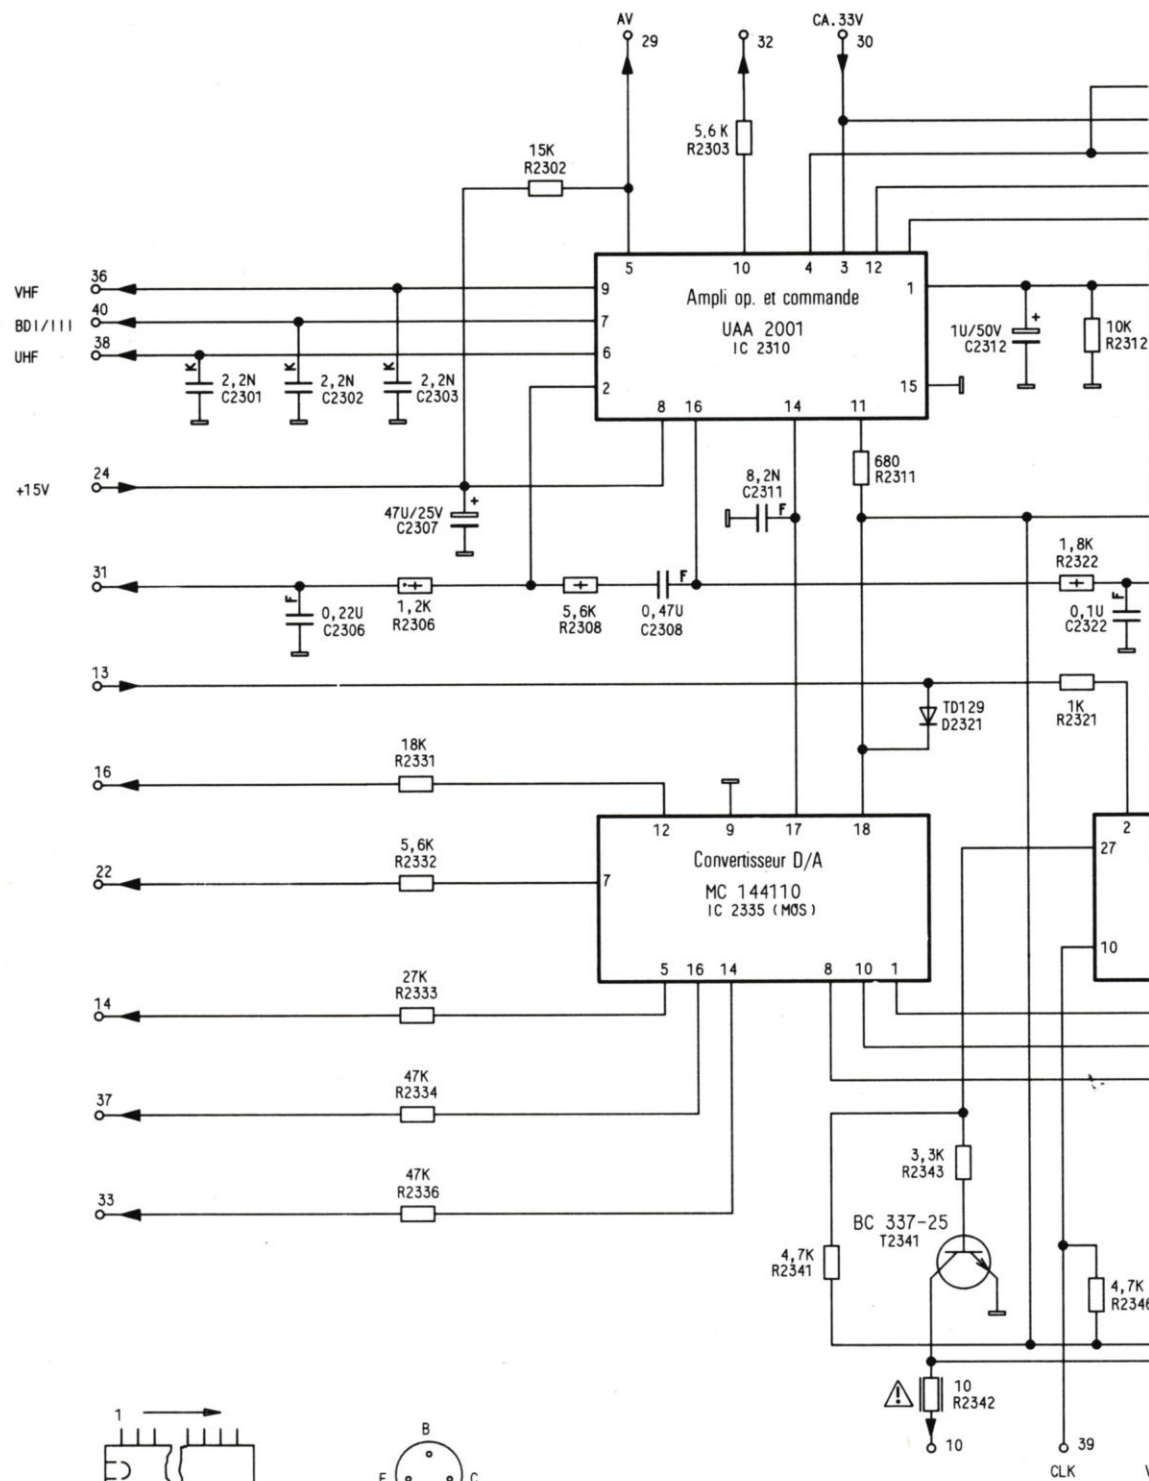 AV
29
32
CA.33V
30
5,6 K
R2303
15K
R2302
5
10
4
3
12
VHF
36
9
Ampli op. et commande
1
BDI/III
40
7
UAA 2001
IC 2310
1U/50V
C2312
+
10K
R2312
UHF
38
6
K
2,2N
C2301
K
2,2N
C2302
K
2,2N
C2303
2
15
8
16
14
11
680
R2311
+15V
24
8,2N
C2311
F
47U/25V
C2307
+
31
F
0,22U
C2306
1,2K
R2306
5,6K
R2308
F
0,47U
C2308
1,8K
R2322
F
0,1U
C2322
13
TD129
D2321
1K
R2321
16
18K
R2331
12
9
17
18
2
22
5,6K
R2332
7
Convertisseur D/A
MC 144110
IC 2335 (MOS)
27
10
14
27K
R2333
5
16
14
8
10
1
37
47K
R2334
33
47K
R2336
3,3K
R2343
BC 337-25
T2341
4,7K
R2341
4,7K
R2346
10
R2342
10
39
CLK
1
B
E
C